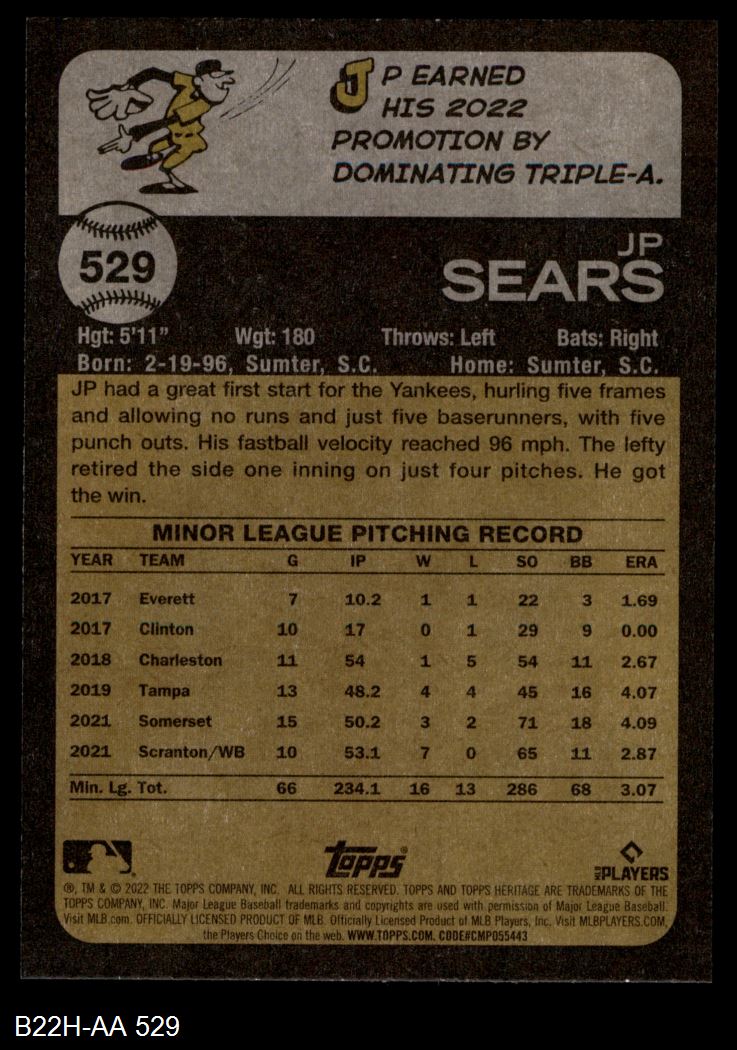 JP EARNED
HIS 2022
PROMOTION BY
DOMINATING TRIPLE-A.
529
JP
SEARS
Hgt: 5'11" Wgt: 180 Throws: Left Bats: Right
Born: 2-19-96, Sumter, S.C. Home: Sumter, S.C.
JP had a great first start for the Yankees, hurling five frames
and allowing no runs and just five baserunners, with five
punch outs. His fastball velocity reached 96 mph. The lefty
retired the side one inning on just four pitches. He got
the win.
MINOR LEAGUE PITCHING RECORD
YEAR TEAM G IP W L SO BB ERA
2017 Everett 7 10.2 1 1 22 3 1.69
2017 Clinton 10 17 0 1 29 9 0.00
2018 Charleston 11 54 1 5 54 11 2.67
2019 Tampa 13 48.2 4 4 45 16 4.07
2021 Somerset 15 50.2 3 2 71 18 4.09
2021 Scranton/WB 10 53.1 7 0 65 11 2.87
Min. Lg. Tot. 66 234.1 16 13 286 68 3.07
Topps® MLB PLAYERS
®, TM & © 2022 THE TOPPS COMPANY, INC. ALL RIGHTS RESERVED. TOPPS AND TOPPS HERITAGE ARE TRADEMARKS OF THE
TOPPS COMPANY, INC. Major League Baseball trademarks and copyrights are used with permission of Major League Baseball.
Visit MLB.com. OFFICIALLY LICENSED PRODUCT OF MLB. Officially Licensed Product of MLB Players, Inc. Visit MLBPLAYERS.COM,
the Players Choice on the web. WWW.TOPPS.COM. CODE#CMP055443
B22H-AA 529